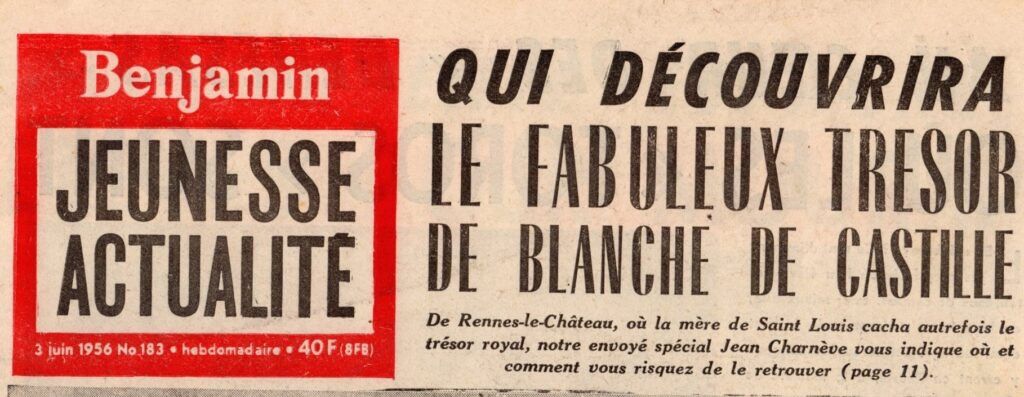 Benjamin
JEUNESSE
ACTUALITÉ
3 juin 1956 No 183 • hebdomadaire • 40 F (8FB)
QUI DÉCOUVRIRA
LE FABULEUX TRESOR
DE BLANCHE DE CASTILLE
De Rennes-le-Château, où la mère de Saint Louis cacha autrefois le
trésor royal, notre envoyé spécial Jean Charnève vous indique où et
comment vous risquez de le retrouver (page 11).